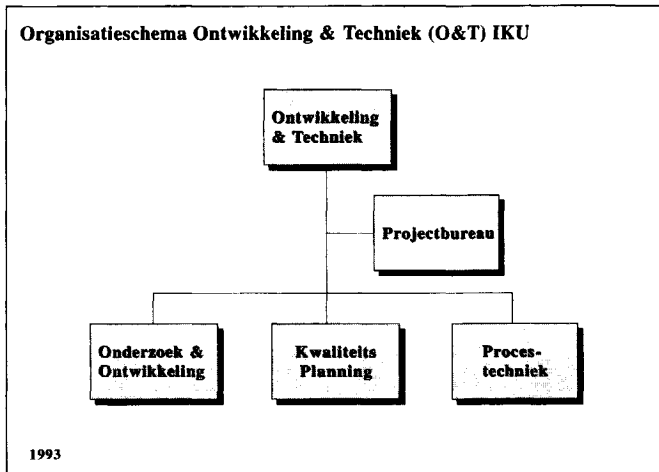 Organisatieschema Ontwikkeling & Techniek (O&T) IKU
Ontwikkeling
& Techniek
Projectbureau
Onderzoek &
Ontwikkeling
Kwaliteits
Planning
Proces-
techniek
1993